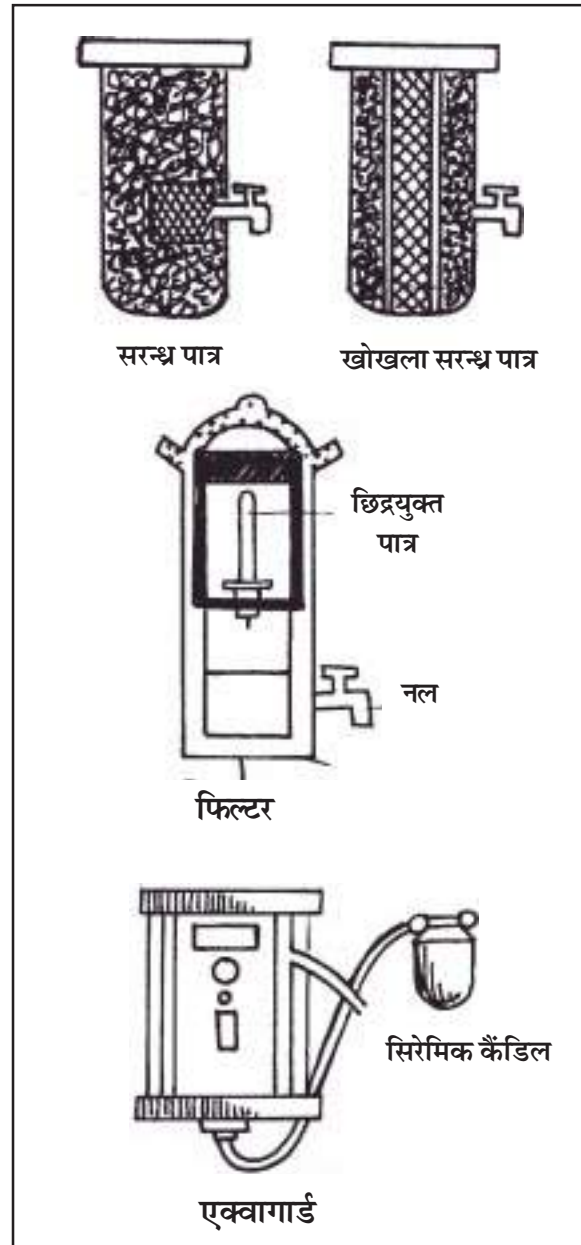 सरन्ध्र पात्र
खोखला सरन्ध्र पात्र
छिद्रयुक्त
पात्र
नल
फिल्टर
सिरेमिक कैंडिल
एक्वागार्ड